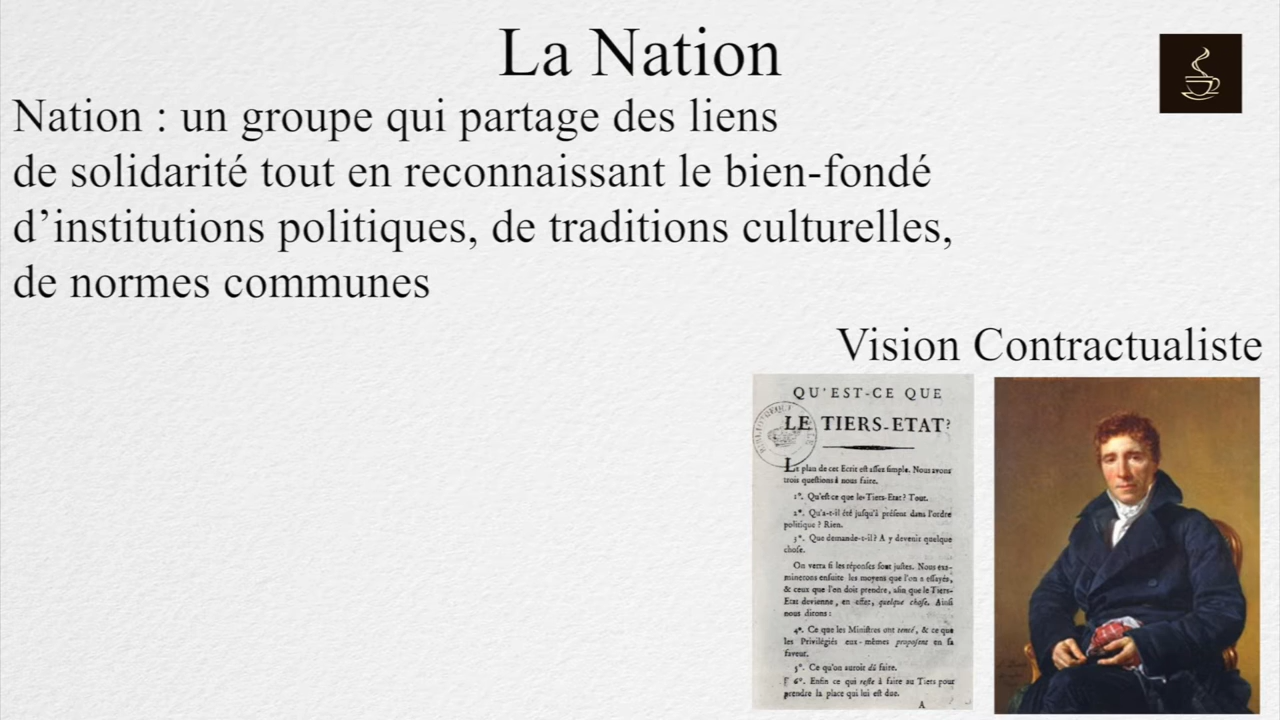 La Nation
Nation : un groupe qui partage des liens
de solidarité tout en reconnaissant le bien-fondé
d’institutions politiques, de traditions culturelles,
de normes communes
Vision Contractualiste
QU'EST-CE QUE
LE TIERS-ETAT?
Le plan de cet Ecrit est assez simple. Nous avons
trois questions à nous faire.
1°. Qu'est ce que le Tiers-Etat? Tout.
2°. Qu'a-t-il été jusqu'à présent dans l'ordre
politique ? Rien.
3°. Que demande-t-il? A y devenir quelque
chose.
On verra si les réponses sont justes. Nous exa-
minerons ensuite les moyens que l'on a essayés,
& ceux que l'on doit prendre, afin que le Tiers-
Etat devienne, en effet, quelque chose. Ainsi
nous dirons :
4°. Ce que les Ministres ont tenté, & ce que
les Privilégiés eux-mêmes proposent en sa
faveur.
5°. Ce qu'on auroit dû faire.
6°. Enfin ce qui reste à faire au Tiers pour
prendre la place qui lui est due.
A